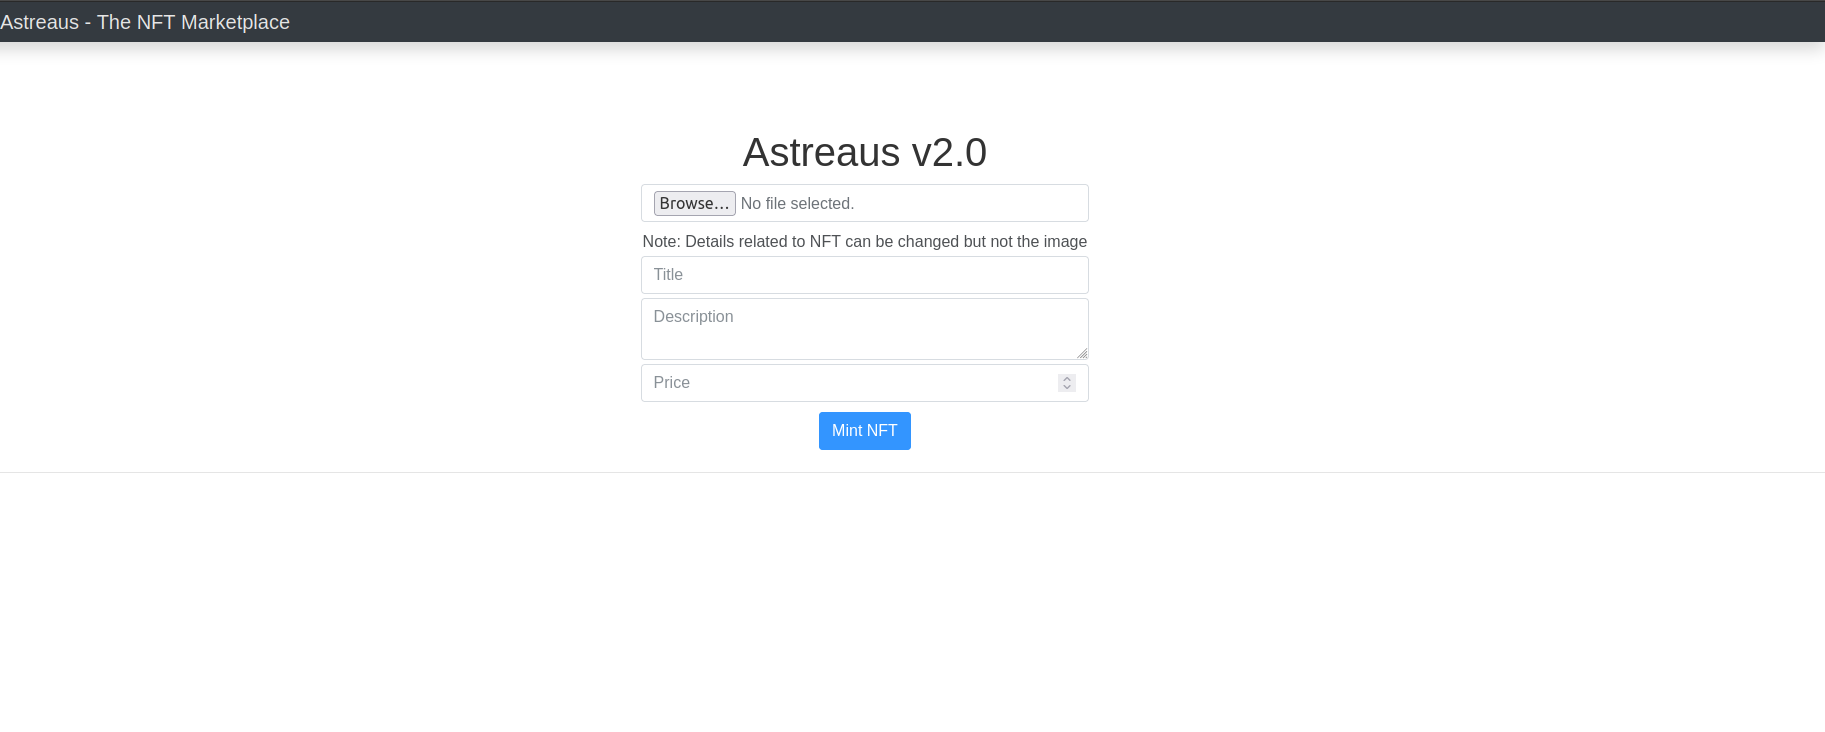 Astreaus - The NFT Marketplace
Astreaus v2.0
Browse... No file selected.
Note: Details related to NFT can be changed but not the image
Title
Description
Price
Mint NFT